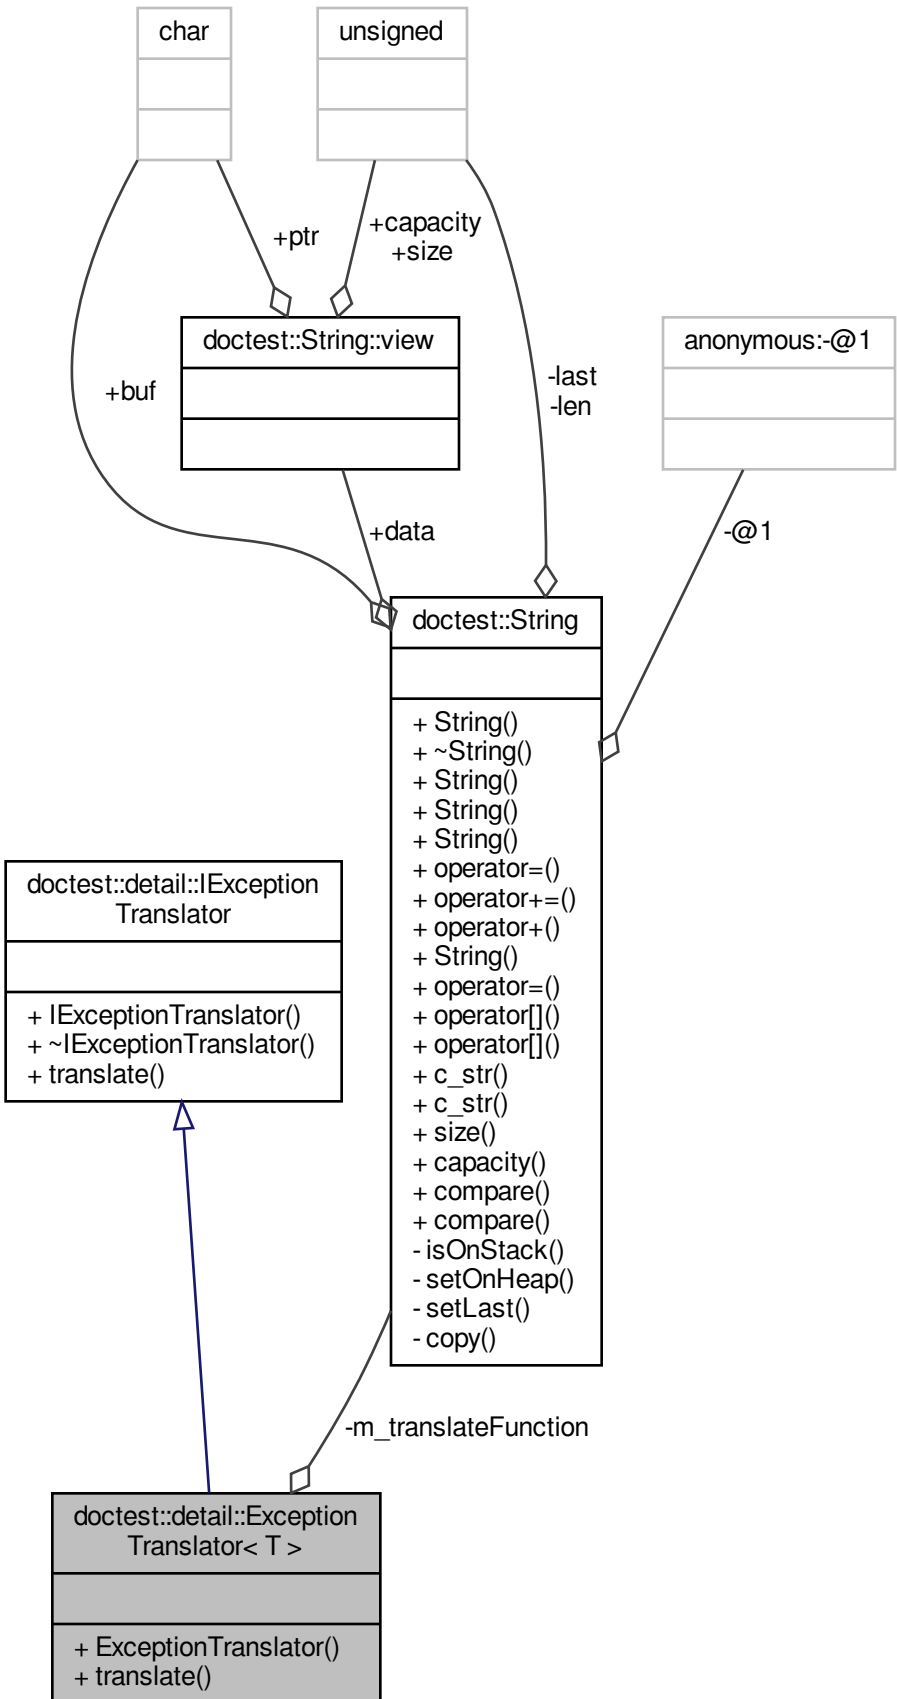 char
unsigned
+ptr
+capacity
+size
doctest::String::view
anonymous:-@1
+buf
-last
-len
+data
-@1
doctest::String
+ String()
+ ~String()
+ String()
+ String()
+ String()
+ operator=()
+ operator+=()
+ operator+()
+ String()
+ operator=()
+ operator[]()
+ operator[]()
+ c_str()
+ c_str()
+ size()
+ capacity()
+ compare()
+ compare()
- isOnStack()
- setOnHeap()
- setLast()
- copy()
doctest::detail::IException
Translator
+ IExceptionTranslator()
+ ~IExceptionTranslator()
+ translate()
-m_translateFunction
doctest::detail::Exception
Translator< T >
+ ExceptionTranslator()
+ translate()